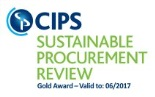 CIPS
SUSTAINABLE
PROCUREMENT
REVIEW
Gold Award – Valid to: 06/2017